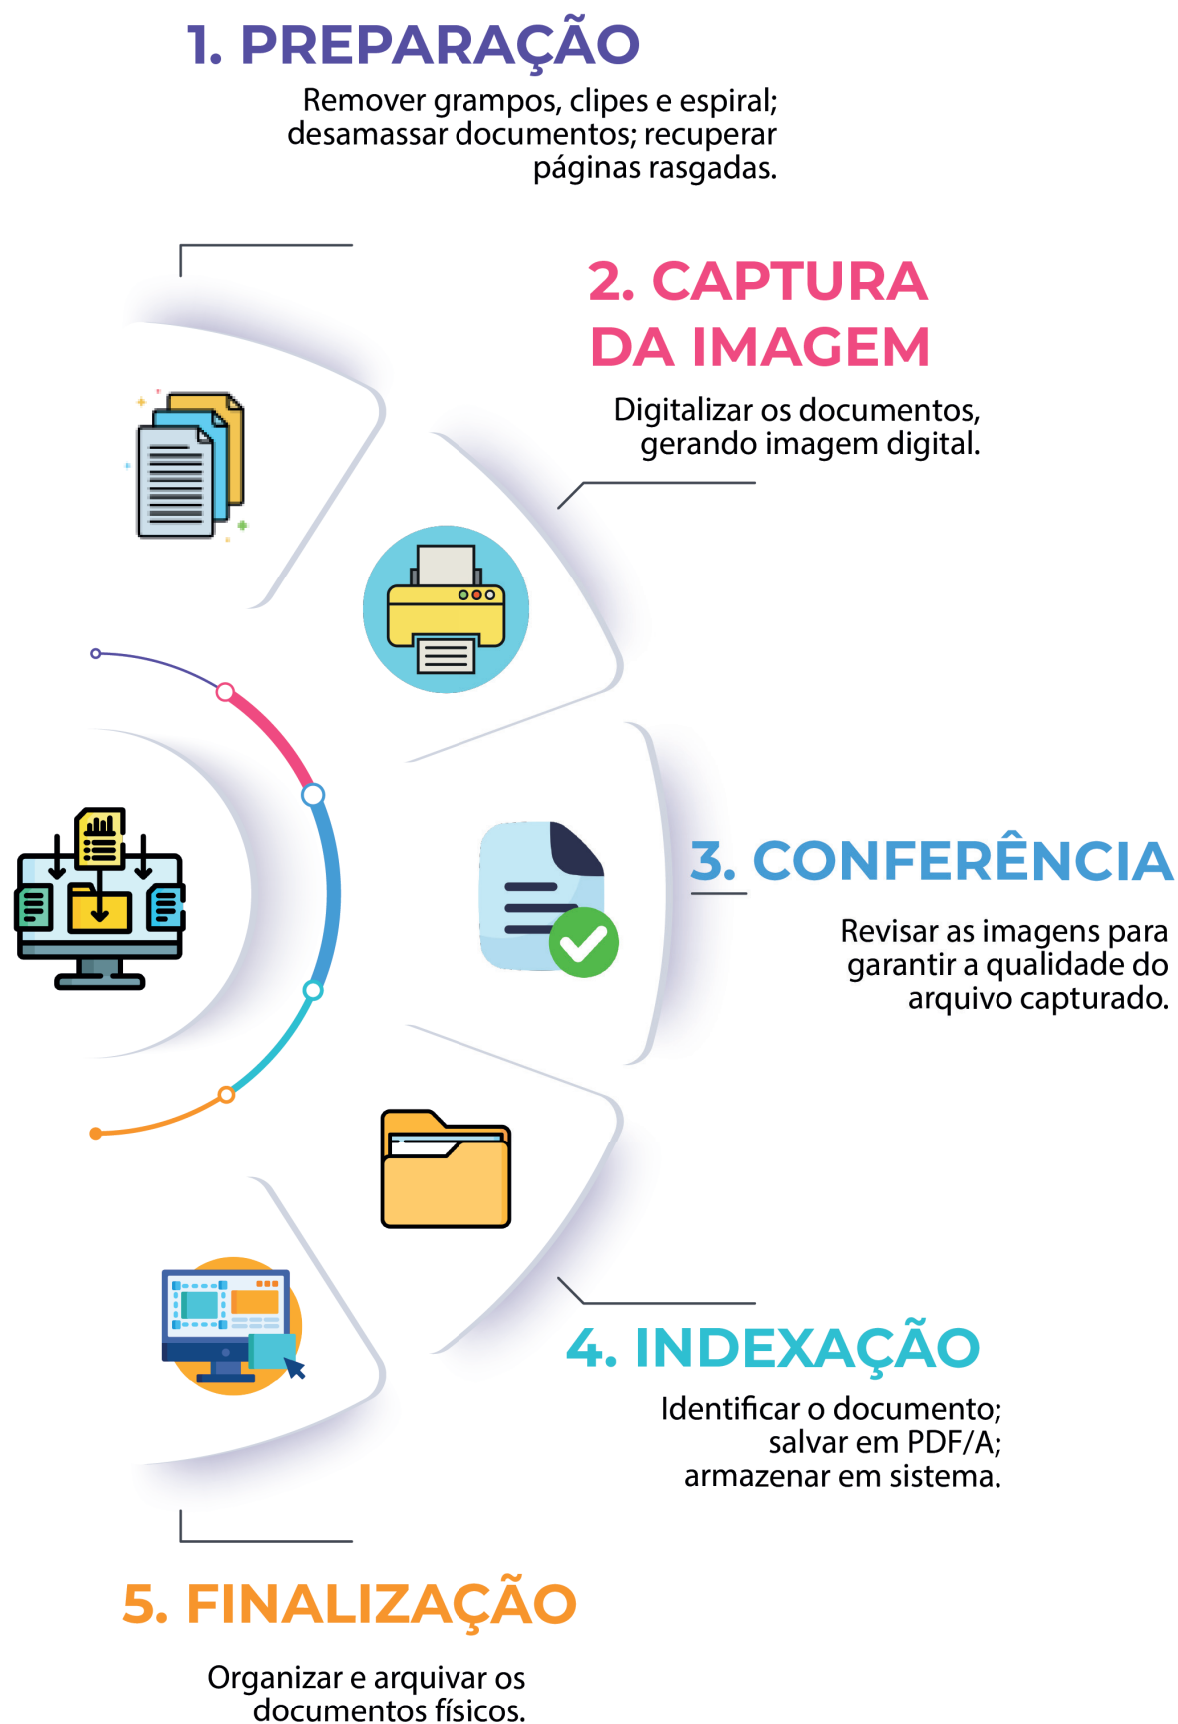 1. PREPARAÇÃO
Remover grampos, clipes e espiral;
desamassar documentos; recuperar
páginas rasgadas.
2. CAPTURA
DA IMAGEM
Digitalizar os documentos,
gerando imagem digital.
3. CONFERÊNCIA
Revisar as imagens para
garantir a qualidade do
arquivo capturado.
4. INDEXAÇÃO
Identificar o documento;
salvar em PDF/A;
armazenar em sistema.
5. FINALIZAÇÃO
Organizar e arquivar os
documentos físicos.